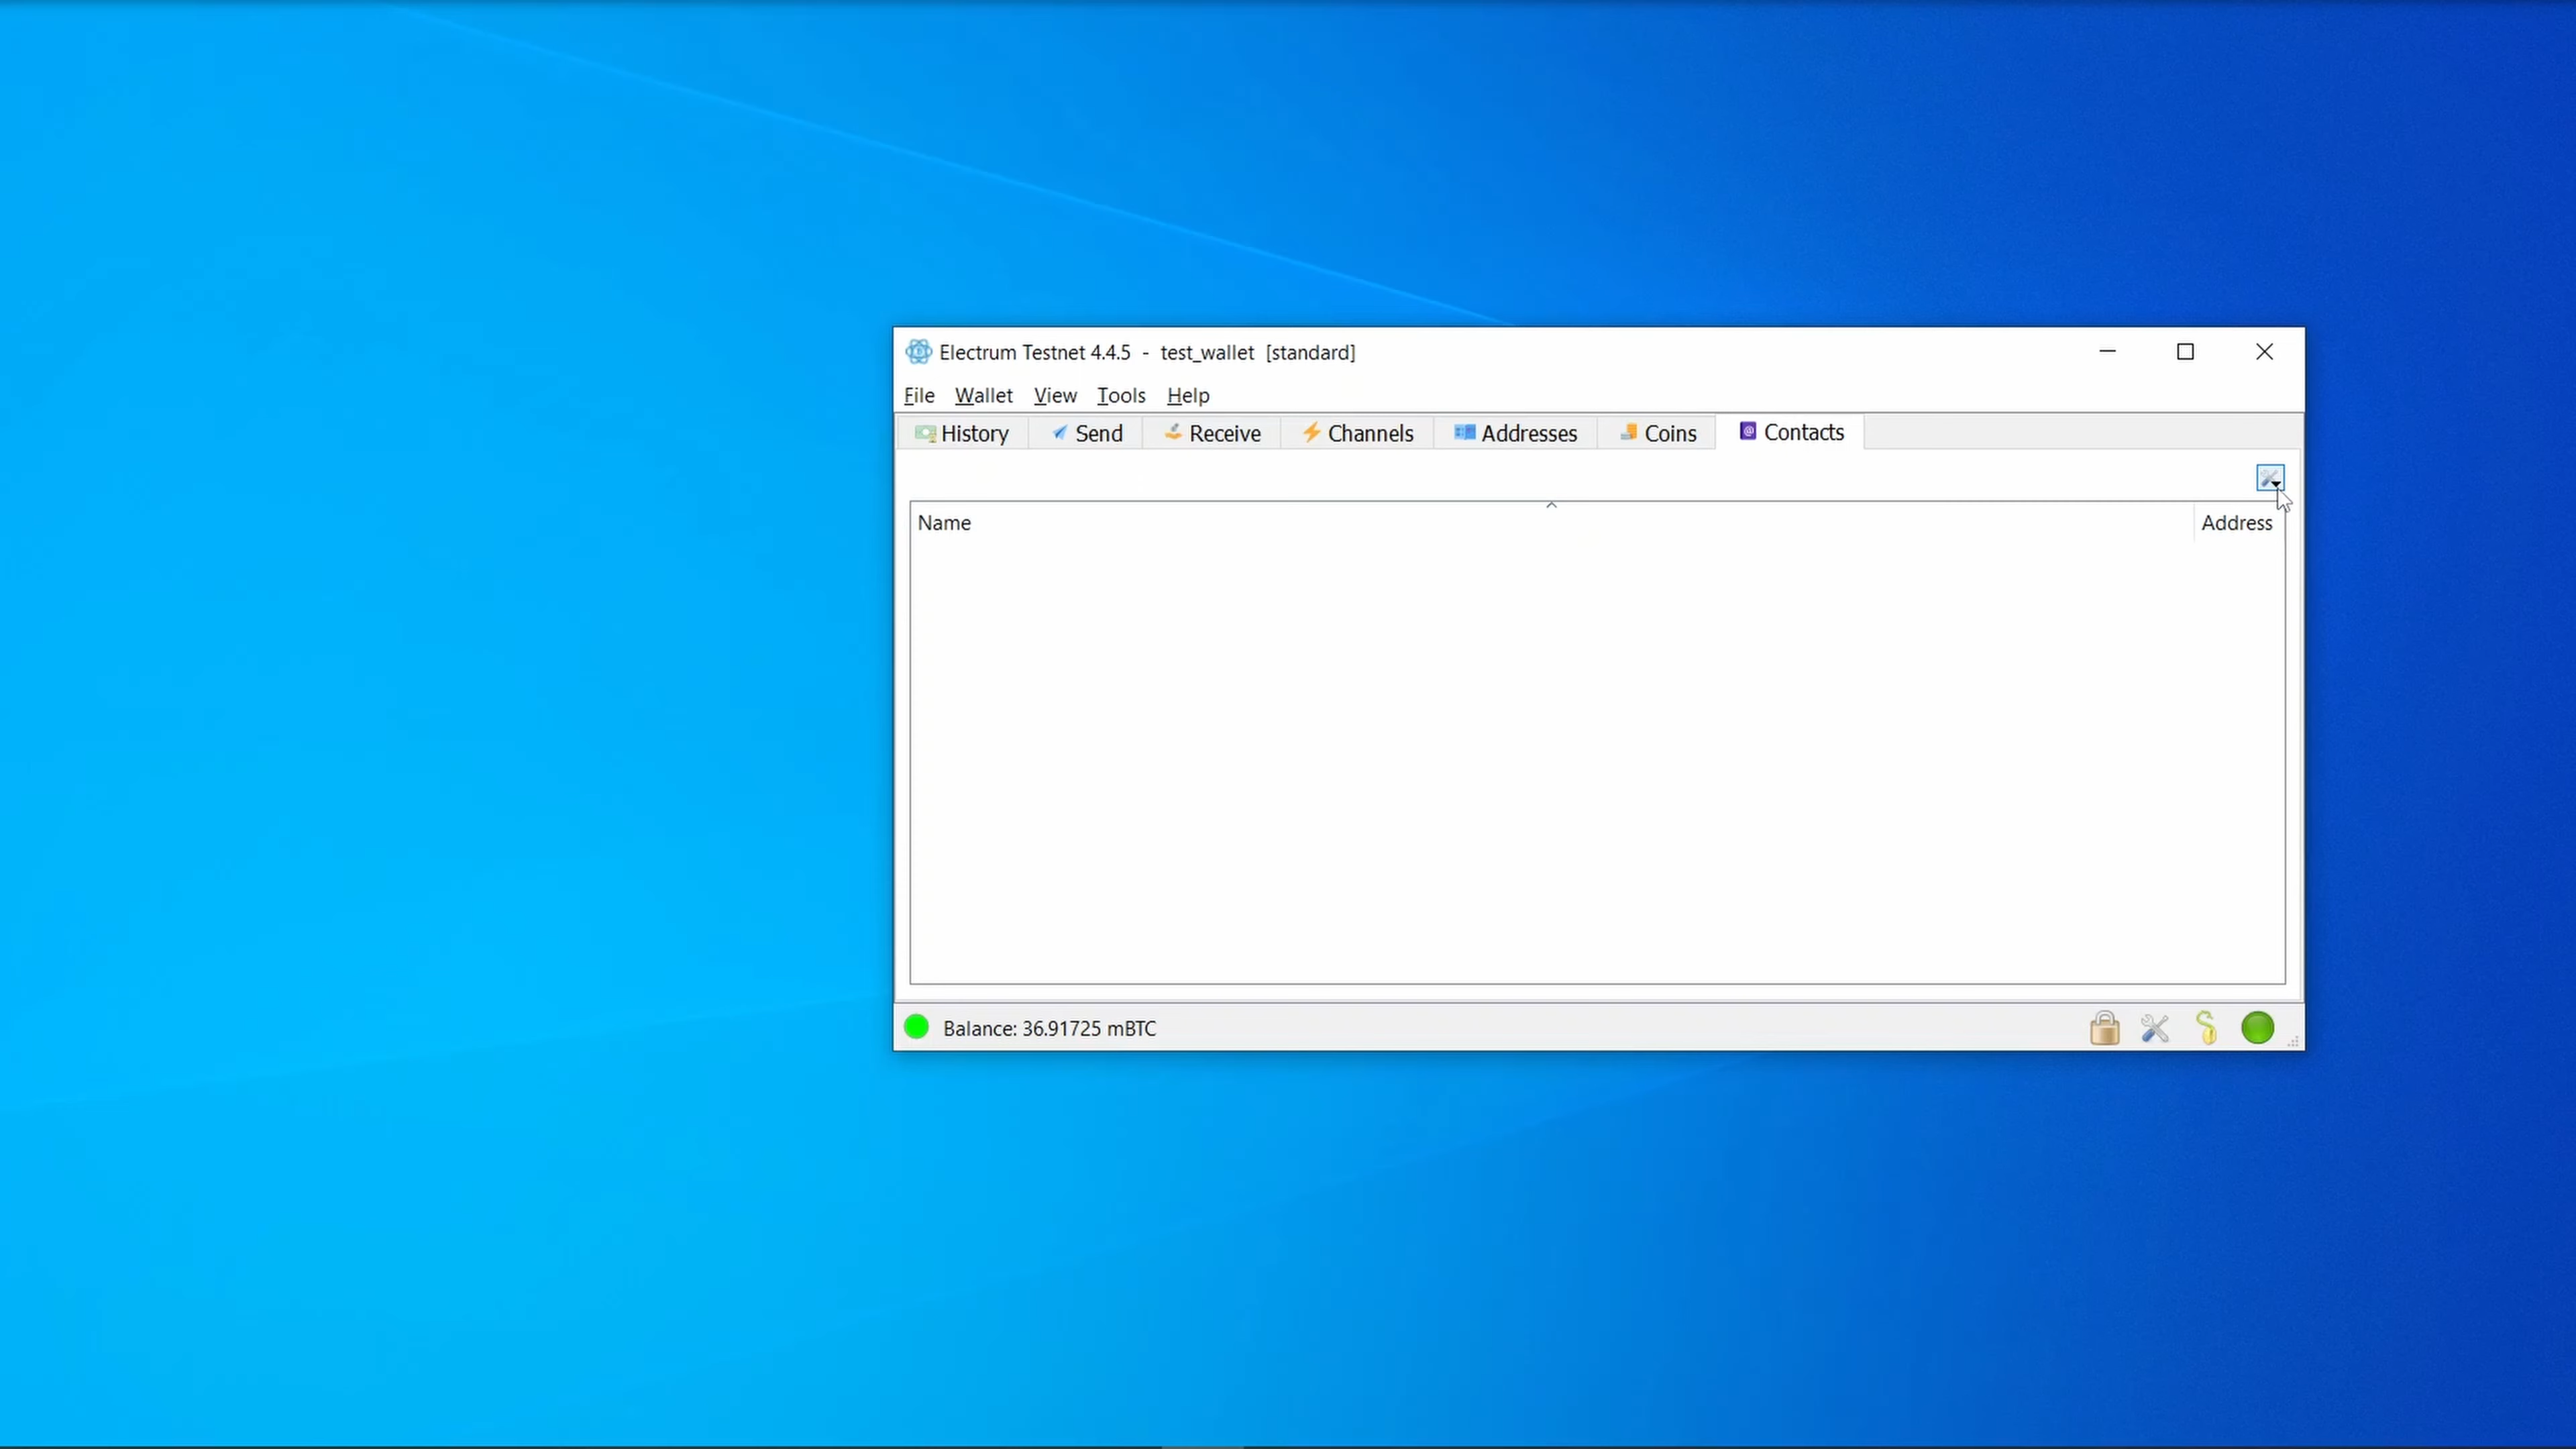 Electrum Testnet 4.4.5 - test_wallet [standard]
File Wallet View Tools Help
History Send Receive Channels Addresses Coins Contacts
Name Address
Balance: 36.91725 mBTC